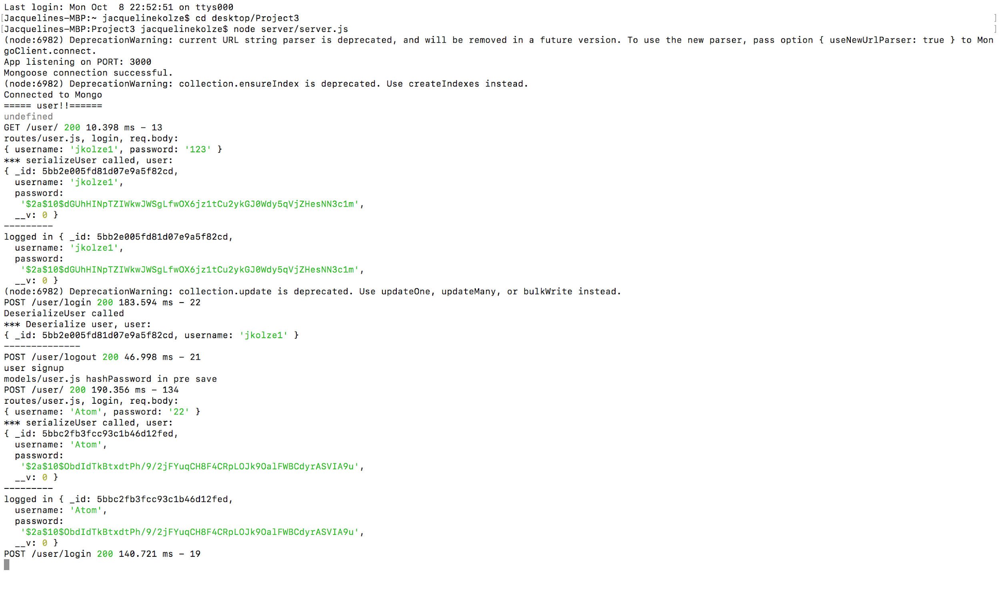 Last login: Mon Oct  8 22:52:51 on ttys000
[Jacquelines-MBP:~ jacquelinekolze$ cd desktop/Project3 ]
[Jacquelines-MBP:Project3 jacquelinekolze$ node server/server.js ]
(node:6982) DeprecationWarning: current URL string parser is deprecated, and will be removed in a future version. To use the new parser, pass option { useNewUrlParser: true } to Mon
goClient.connect.
App listening on PORT: 3000
Mongoose connection successful.
(node:6982) DeprecationWarning: collection.ensureIndex is deprecated. Use createIndexes instead.
Connected to Mongo
===== user!!======
undefined
GET /user/ 200 10.398 ms - 13
routes/user.js, login, req.body:
{ username: 'jkolze1', password: '123' }
*** serializeUser called, user:
{ _id: 5bb2e005fd81d07e9a5f82cd,
  username: 'jkolze1',
  password:
   '$2a$10$dGUhHINpTZIWkwJWSgLfwOX6jz1tCu2ykGJ0Wdy5qVjZHesNN3c1m',
  __v: 0 }
---------
logged in { _id: 5bb2e005fd81d07e9a5f82cd,
  username: 'jkolze1',
  password:
   '$2a$10$dGUhHINpTZIWkwJWSgLfwOX6jz1tCu2ykGJ0Wdy5qVjZHesNN3c1m',
  __v: 0 }
(node:6982) DeprecationWarning: collection.update is deprecated. Use updateOne, updateMany, or bulkWrite instead.
POST /user/login 200 183.594 ms - 22
DeserializeUser called
*** Deserialize user, user:
{ _id: 5bb2e005fd81d07e9a5f82cd, username: 'jkolze1' }
--------------
POST /user/logout 200 46.998 ms - 21
user signup
models/user.js hashPassword in pre save
POST /user/ 200 190.356 ms - 134
routes/user.js, login, req.body:
{ username: 'Atom', password: '22' }
*** serializeUser called, user:
{ _id: 5bbc2fb3fcc93c1b46d12fed,
  username: 'Atom',
  password:
   '$2a$10$ObdIdTkBtxdtPh/9/2jFYuqCH8F4CRpLOJk9OalFWBCdyrASVIA9u',
  __v: 0 }
---------
logged in { _id: 5bbc2fb3fcc93c1b46d12fed,
  username: 'Atom',
  password:
   '$2a$10$ObdIdTkBtxdtPh/9/2jFYuqCH8F4CRpLOJk9OalFWBCdyrASVIA9u',
  __v: 0 }
POST /user/login 200 140.721 ms - 19